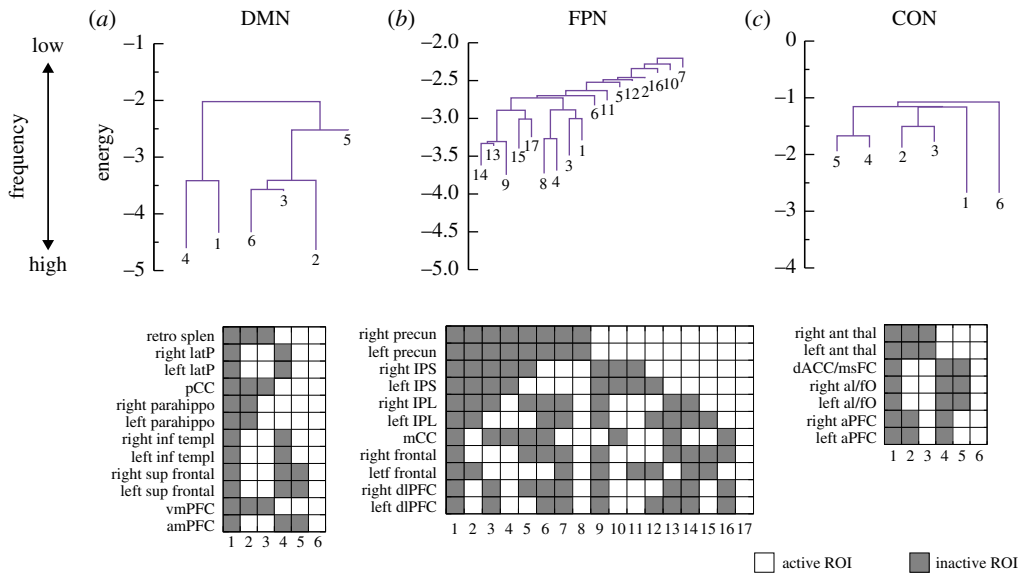 (a) DMN
(b) FPN
(c) CON
frequency
low
high
energy
−1
−2
−3
−4
−5
4
1
6
3
2
5
−2.0
−2.5
−3.0
−3.5
−4.0
−4.5
−5.0
14
13
9
15
17
8
4
3
1
6
11
5
12
2
16
10
7
0
−1
−2
−3
−4
5
4
2
3
1
6
retro splen
right latP
left latP
pCC
right parahippo
left parahippo
right inf templ
left inf templ
right sup frontal
left sup frontal
vmPFC
amPFC
1 2 3 4 5 6
right precun
left precun
right IPS
left IPS
right IPL
left IPL
mCC
right frontal
letf frontal
right dlPFC
left dlPFC
1 2 3 4 5 6 7 8 9 10 11 12 13 14 15 16 17
right ant thal
left ant thal
dACC/msFC
right al/fO
left al/fO
right aPFC
left aPFC
1 2 3 4 5 6
active ROI
inactive ROI